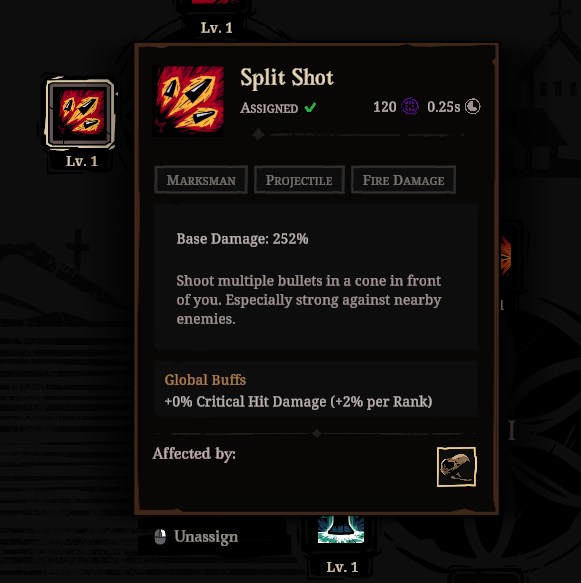 Lv. 1
Split Shot
Assigned
120
0.25s
Lv. 1
Marksman
Projectile
Fire Damage
Base Damage: 252%
Shoot multiple bullets in a cone in front
of you. Especially strong against nearby
enemies.
Global Buffs
+0% Critical Hit Damage (+2% per Rank)
Affected by:
Unassign
Lv. 1